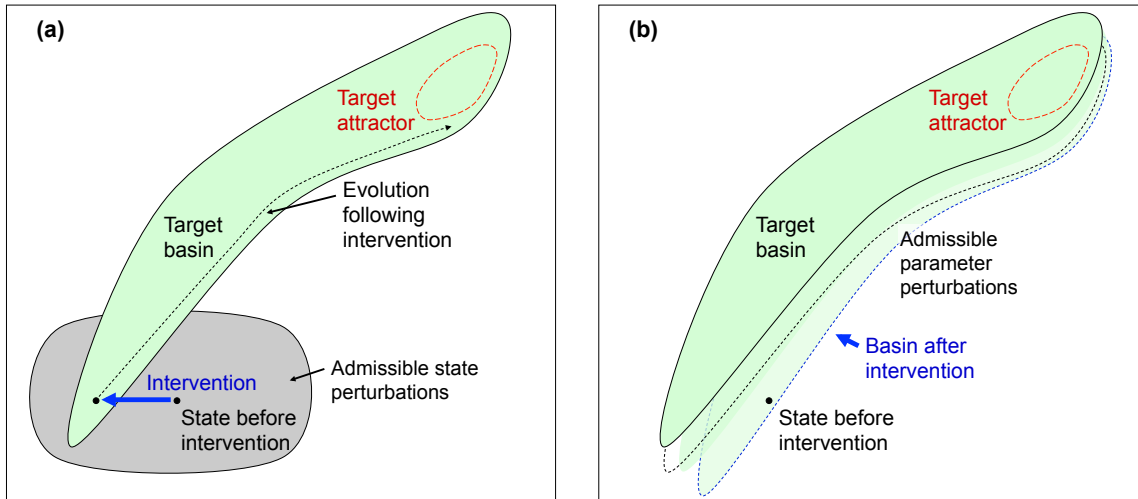 (a)
Target
attractor
Evolution
following
intervention
Target
basin
Admissible state
perturbations
Intervention
State before
intervention
(b)
Target
attractor
Target
basin
Admissible
parameter
perturbations
Basin after
intervention
State before
intervention